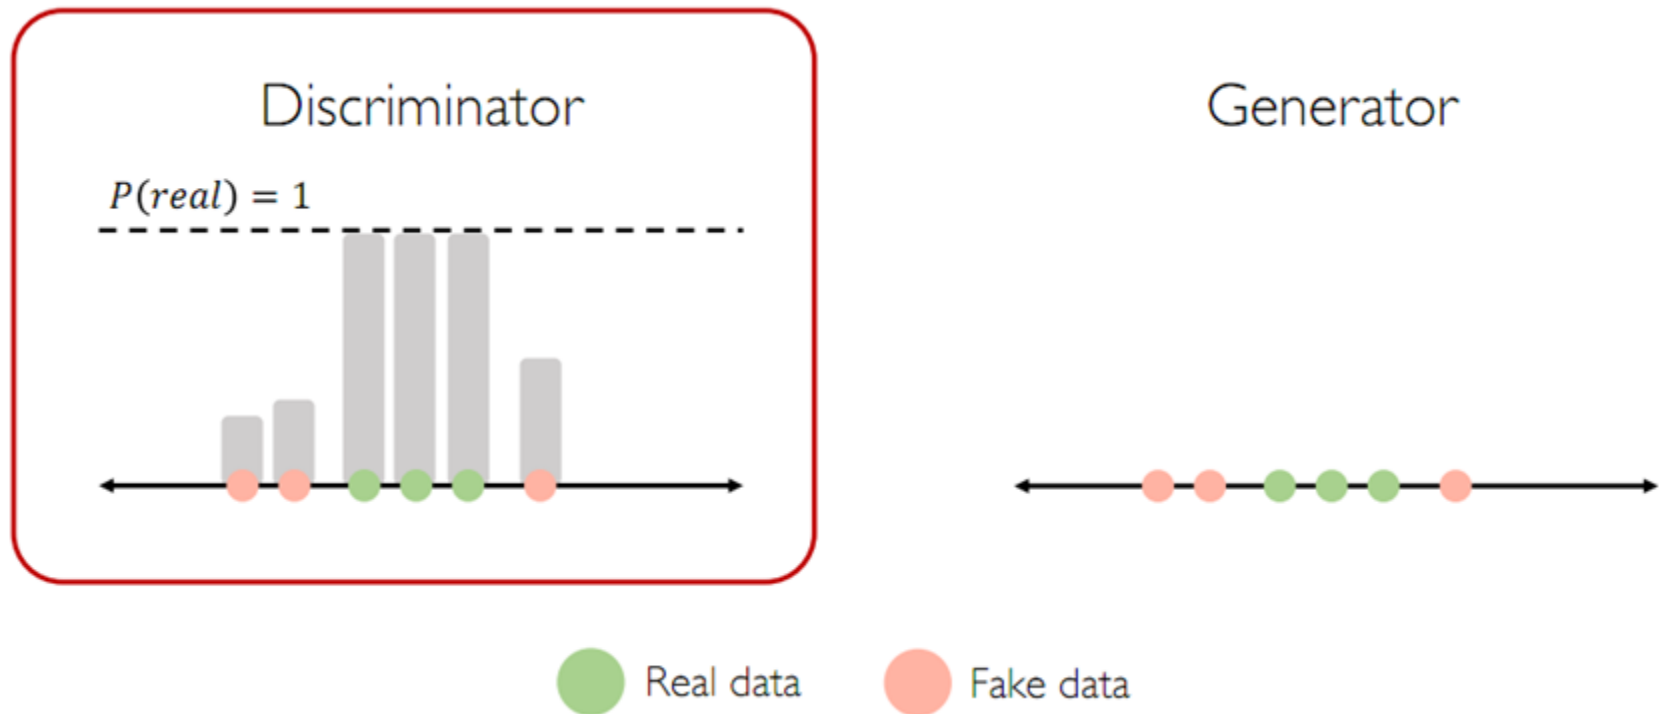 Discriminator
P(real) = 1
Generator
Real data
Fake data